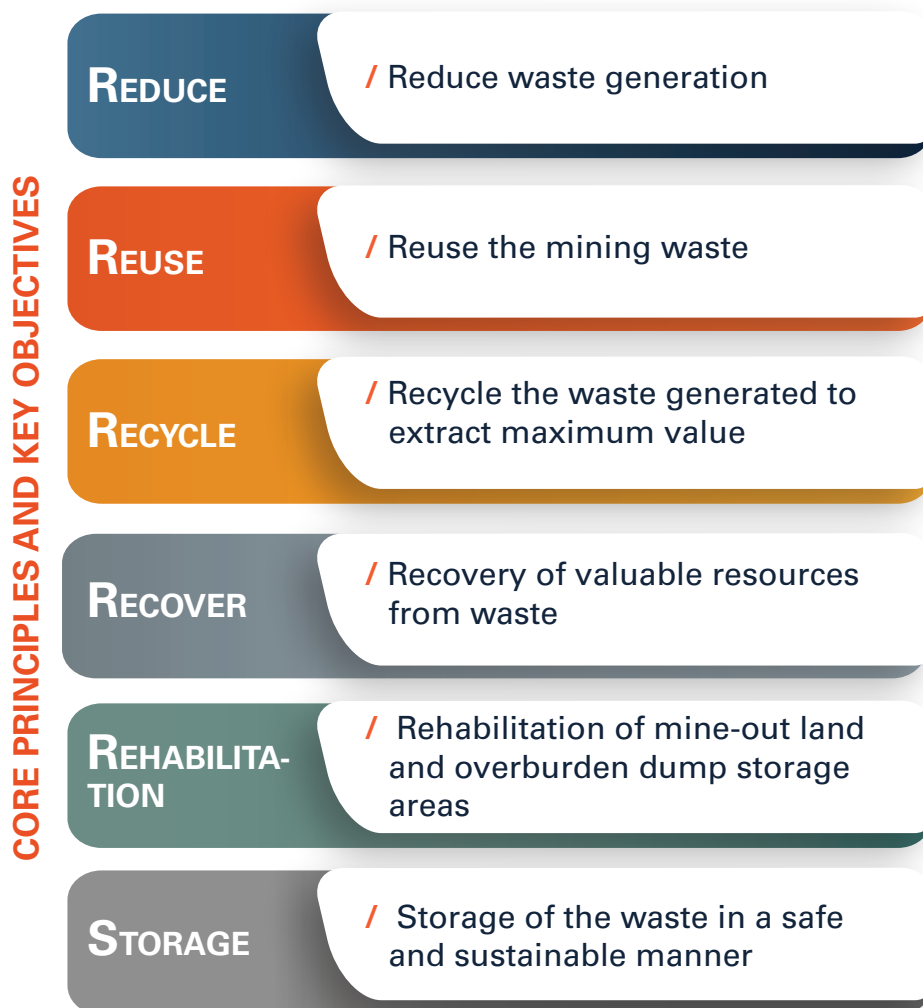 CORE PRINCIPLES AND KEY OBJECTIVES
REDUCE
/ Reduce waste generation
REUSE
/ Reuse the mining waste
RECYCLE
/ Recycle the waste generated to
extract maximum value
RECOVER
/ Recovery of valuable resources
from waste
REHABILITA-
TION
/ Rehabilitation of mine-out land
and overburden dump storage
areas
STORAGE
/ Storage of the waste in a safe
and sustainable manner